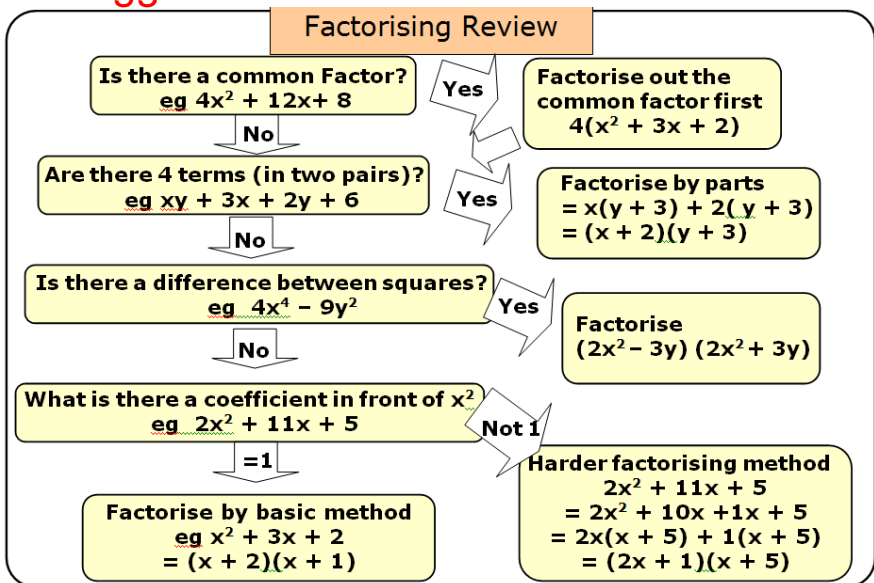 Factorising Review
Is there a common Factor?
eg 4x² + 12x+ 8
Yes
Factorise out the
common factor first
4(x² + 3x + 2)
No
Are there 4 terms (in two pairs)?
eg xy + 3x + 2y + 6
Yes
Factorise by parts
= x(y + 3) + 2( y + 3)
= (x + 2)(y + 3)
No
Is there a difference between squares?
eg 4x⁴ – 9y²
Yes
Factorise
(2x² – 3y) (2x² + 3y)
No
What is there a coefficient in front of x²
eg 2x² + 11x + 5
Not 1
Harder factorising method
2x² + 11x + 5
= 2x² + 10x +1x + 5
= 2x(x + 5) + 1(x + 5)
= (2x + 1)(x + 5)
=1
Factorise by basic method
eg x² + 3x + 2
= (x + 2)(x + 1)